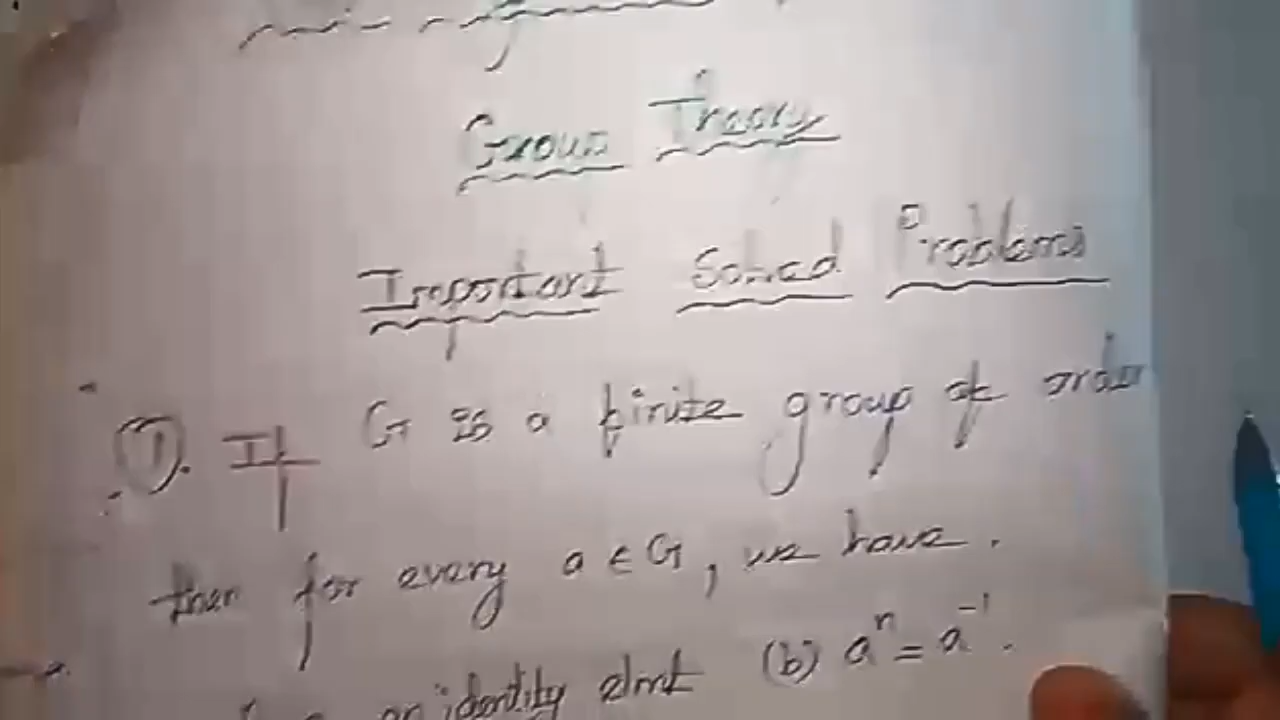 Group Theory
Important Solved Problems
①. If G is a finite group of order
then for every a ∈ G, we have.
an identity elmt (b) aⁿ = a⁻¹.